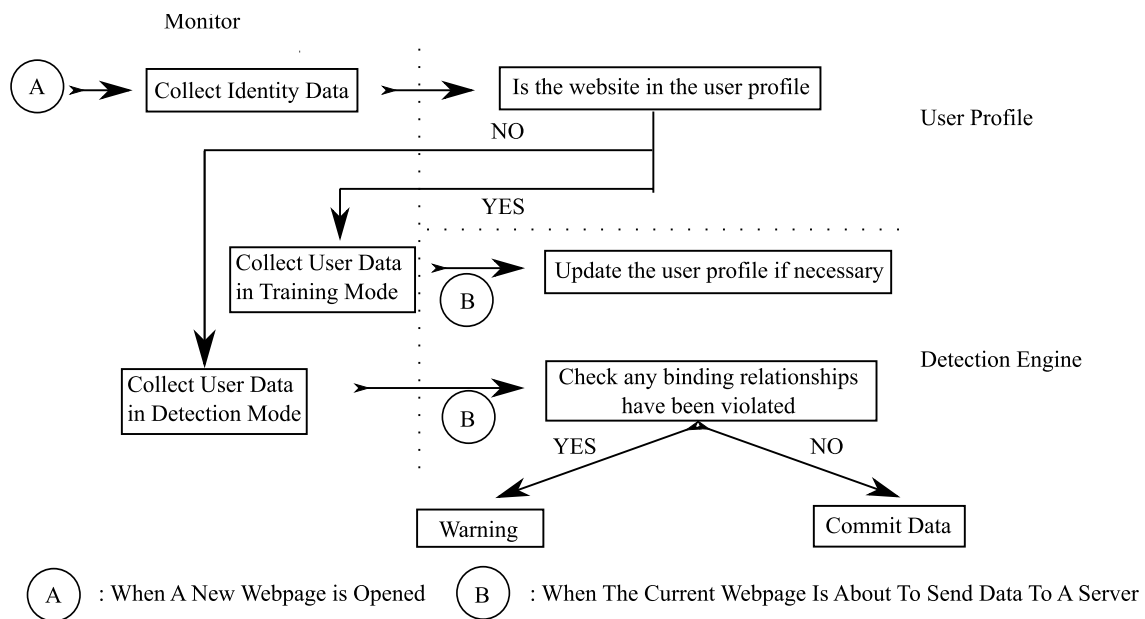 Monitor
A
Collect Identity Data
Is the website in the user profile
User Profile
NO
YES
Collect User Data
in Training Mode
B
Update the user profile if necessary
Detection Engine
Collect User Data
in Detection Mode
B
Check any binding relationships
have been violated
YES
NO
Warning
Commit Data
A : When A New Webpage is Opened
B : When The Current Webpage Is About To Send Data To A Server